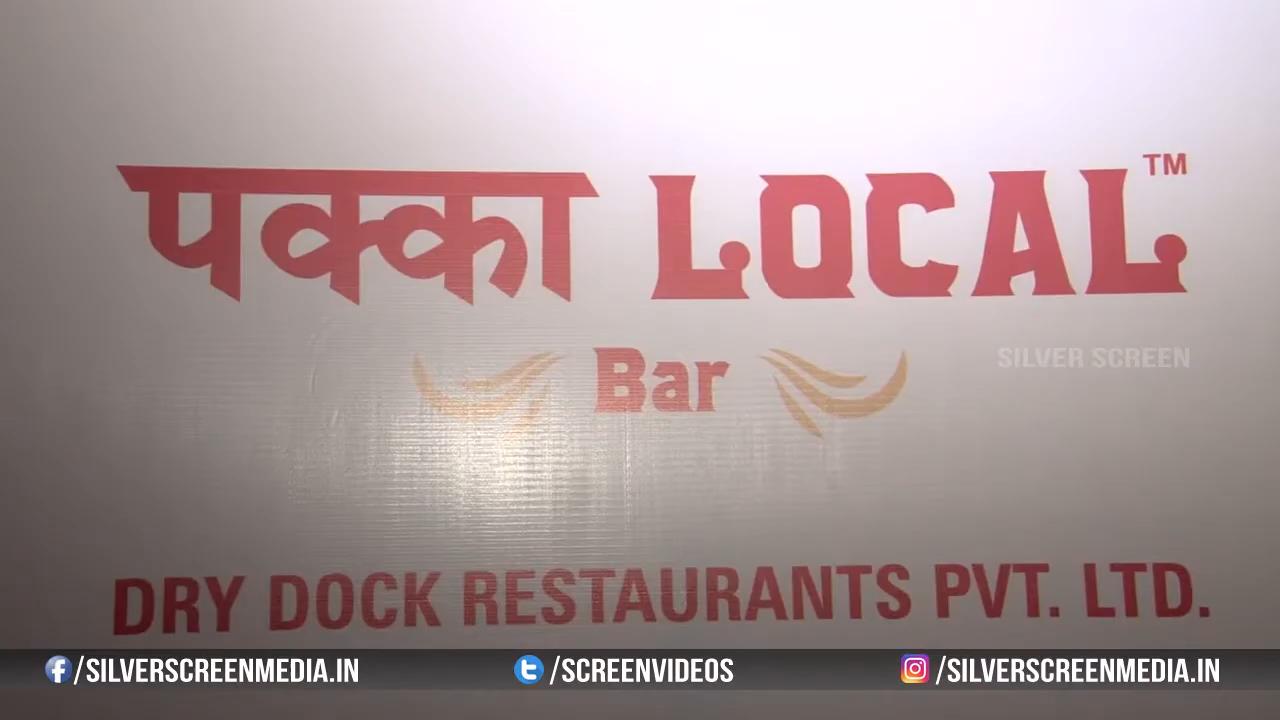 पक्का LOCAL™
Bar
SILVER SCREEN
DRY DOCK RESTAURANTS PVT. LTD.
/SILVERSCREENMEDIA.IN /SCREENVIDEOS /SILVERSCREENMEDIA.IN